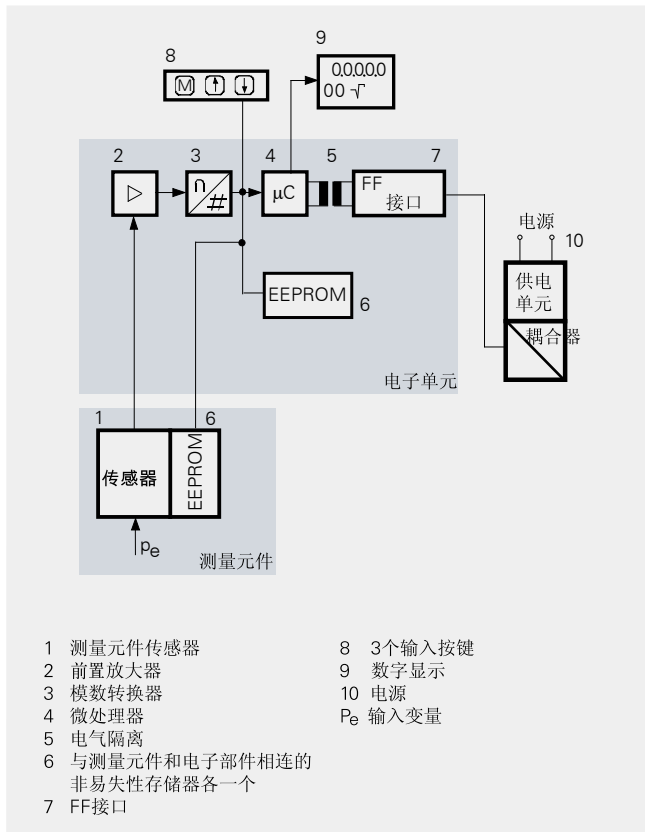 8
9
M
00000
00
2
3
4
5
7
n
#
μC
FF
接口
电源
10
供电
单元
耦合器
EEPROM
6
电子单元
1
6
传感器
EEPROM
pe
测量元件
1 测量元件传感器
2 前置放大器
3 模数转换器
4 微处理器
5 电气隔离
6 与测量元件和电子部件相连的
非易失性存储器各一个
7 FF接口
8 3个输入按键
9 数字显示
10 电源
Pe 输入变量